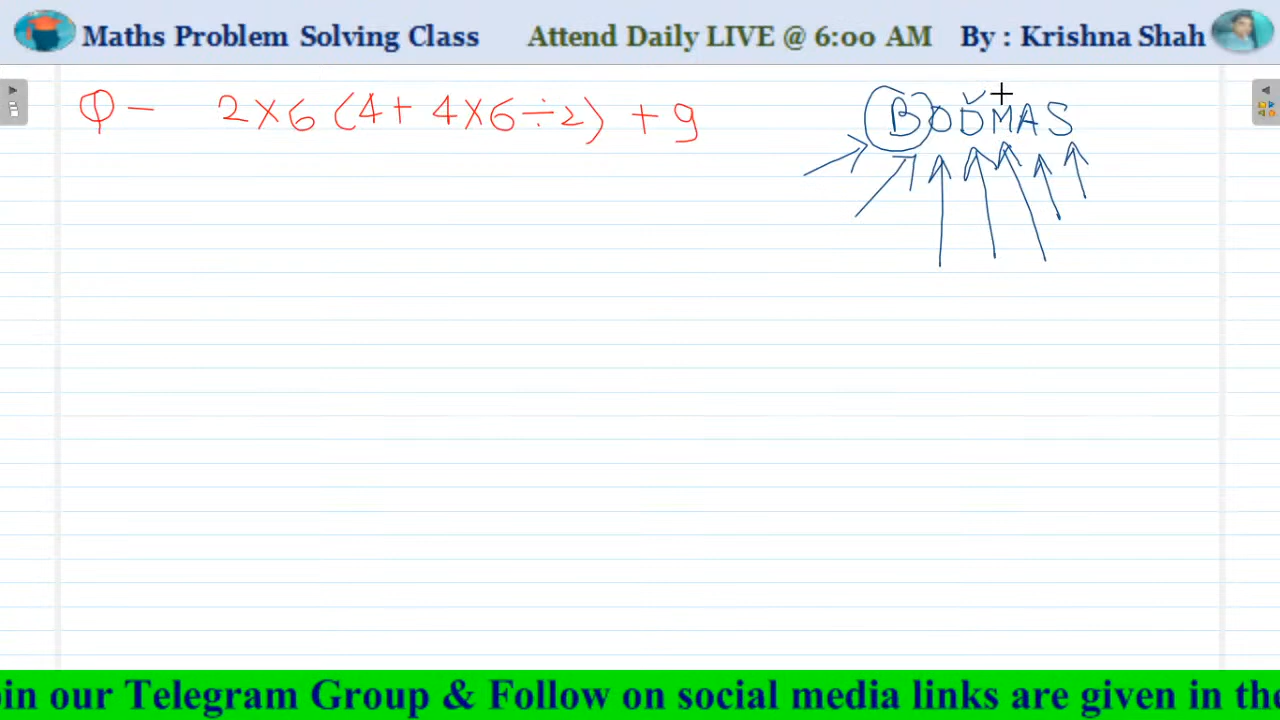 Maths Problem Solving Class Attend Daily LIVE @ 6:00 AM By : Krishna Shah
Q - 2 × 6 (4 + 4 × 6 ÷ 2) + 9
BODMAS
in our Telegram Group & Follow on social media links are given in the